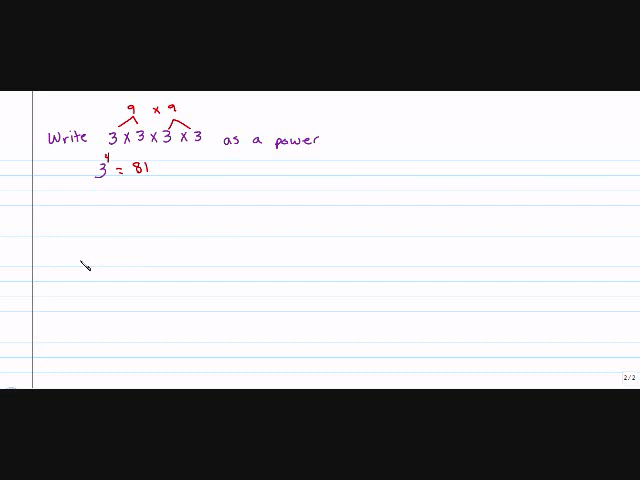 9 x 9
Write 3 x 3 x 3 x 3 as a power
3⁴ = 81
2/2